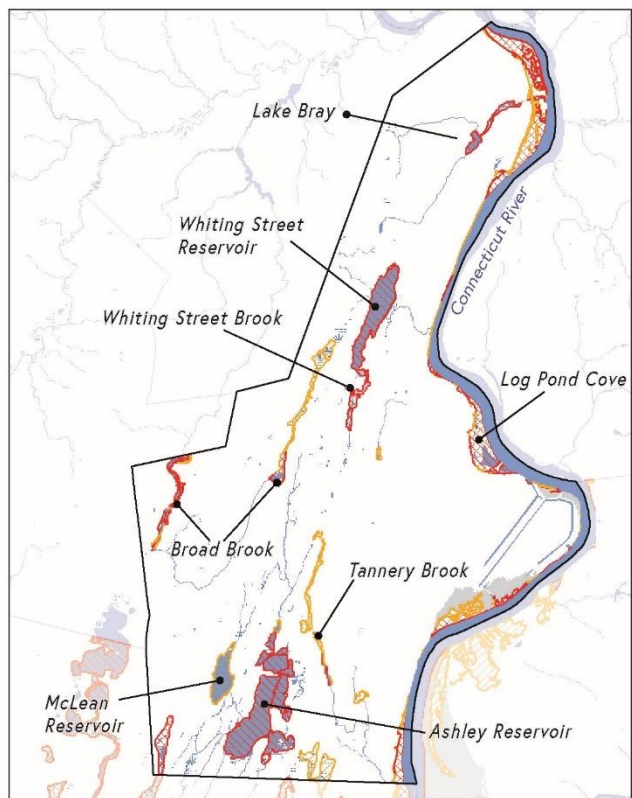 Lake Bray
Whiting Street
Reservoir
Connecticut River
Whiting Street Brook
Log Pond Cove
Broad Brook
Tannery Brook
McLean
Reservoir
Ashley Reservoir